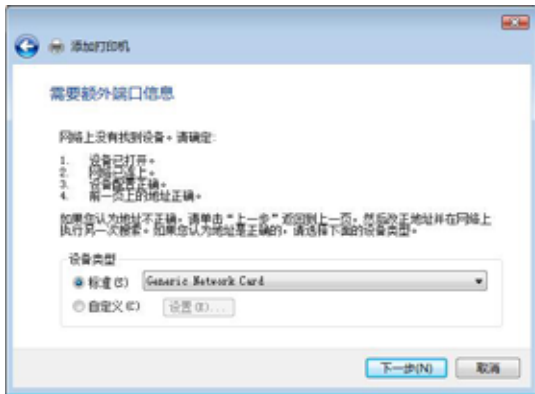 添加打印机
需要额外端口信息
网络上没有找到设备。请确定:
1. 设备已打开。
2. 网络已连上。
3. 设备配置正确。
4. 前一页上的地址正确。
如果您认为地址不正确，请单击“上一步”返回到上一页。然后改正地址并在网络上
执行另一次搜索。如果您认为地址是正确的，请选择下面的设备类型。
设备类型
标准(S) Generic Network Card
自定义(C) 设置(E)...
下一步(N) 取消